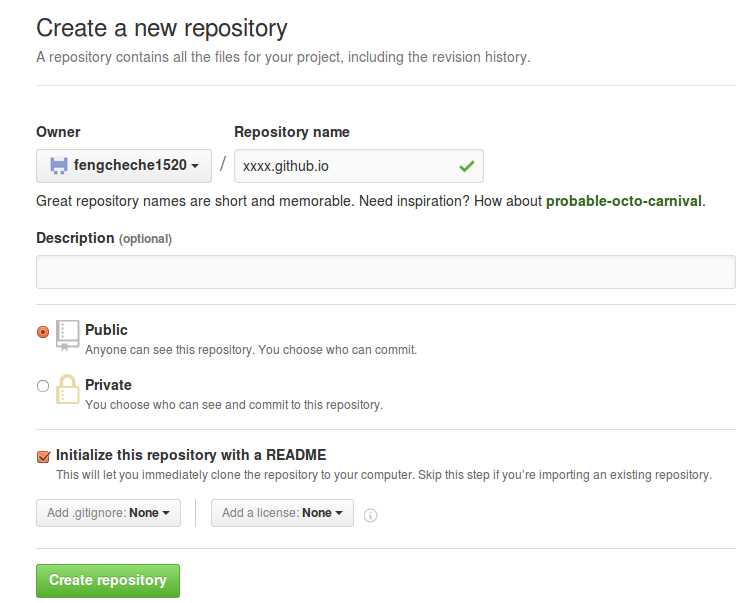 Create a new repository
A repository contains all the files for your project, including the revision history.
Owner
Repository name
fengcheche1520
/
xxxx.github.io
Great repository names are short and memorable. Need inspiration? How about probable-octo-carnival.
Description (optional)
Public
Anyone can see this repository. You choose who can commit.
Private
You choose who can see and commit to this repository.
Initialize this repository with a README
This will let you immediately clone the repository to your computer. Skip this step if you’re importing an existing repository.
Add .gitignore: None
Add a license: None
Create repository